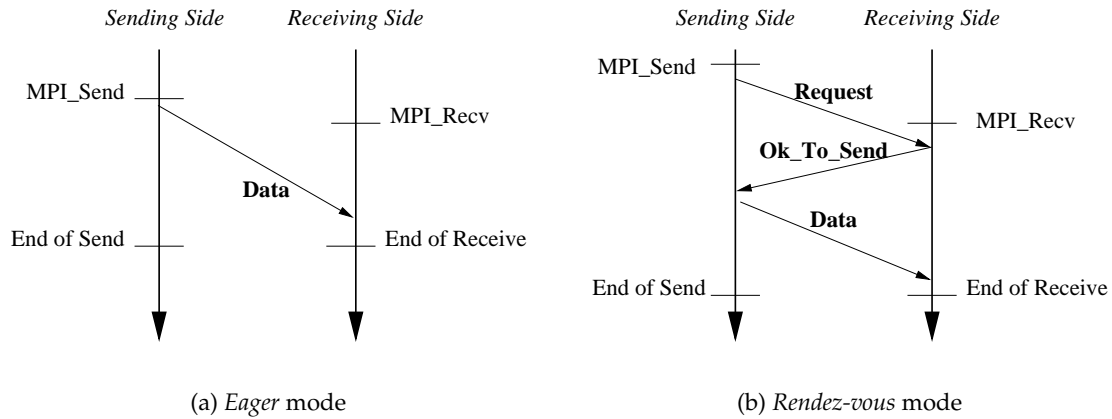 Sending Side
Receiving Side
MPI_Send
MPI_Recv
Data
End of Send
End of Receive
(a) Eager mode
Sending Side
Receiving Side
MPI_Send
Request
MPI_Recv
Ok_To_Send
Data
End of Send
End of Receive
(b) Rendez-vous mode